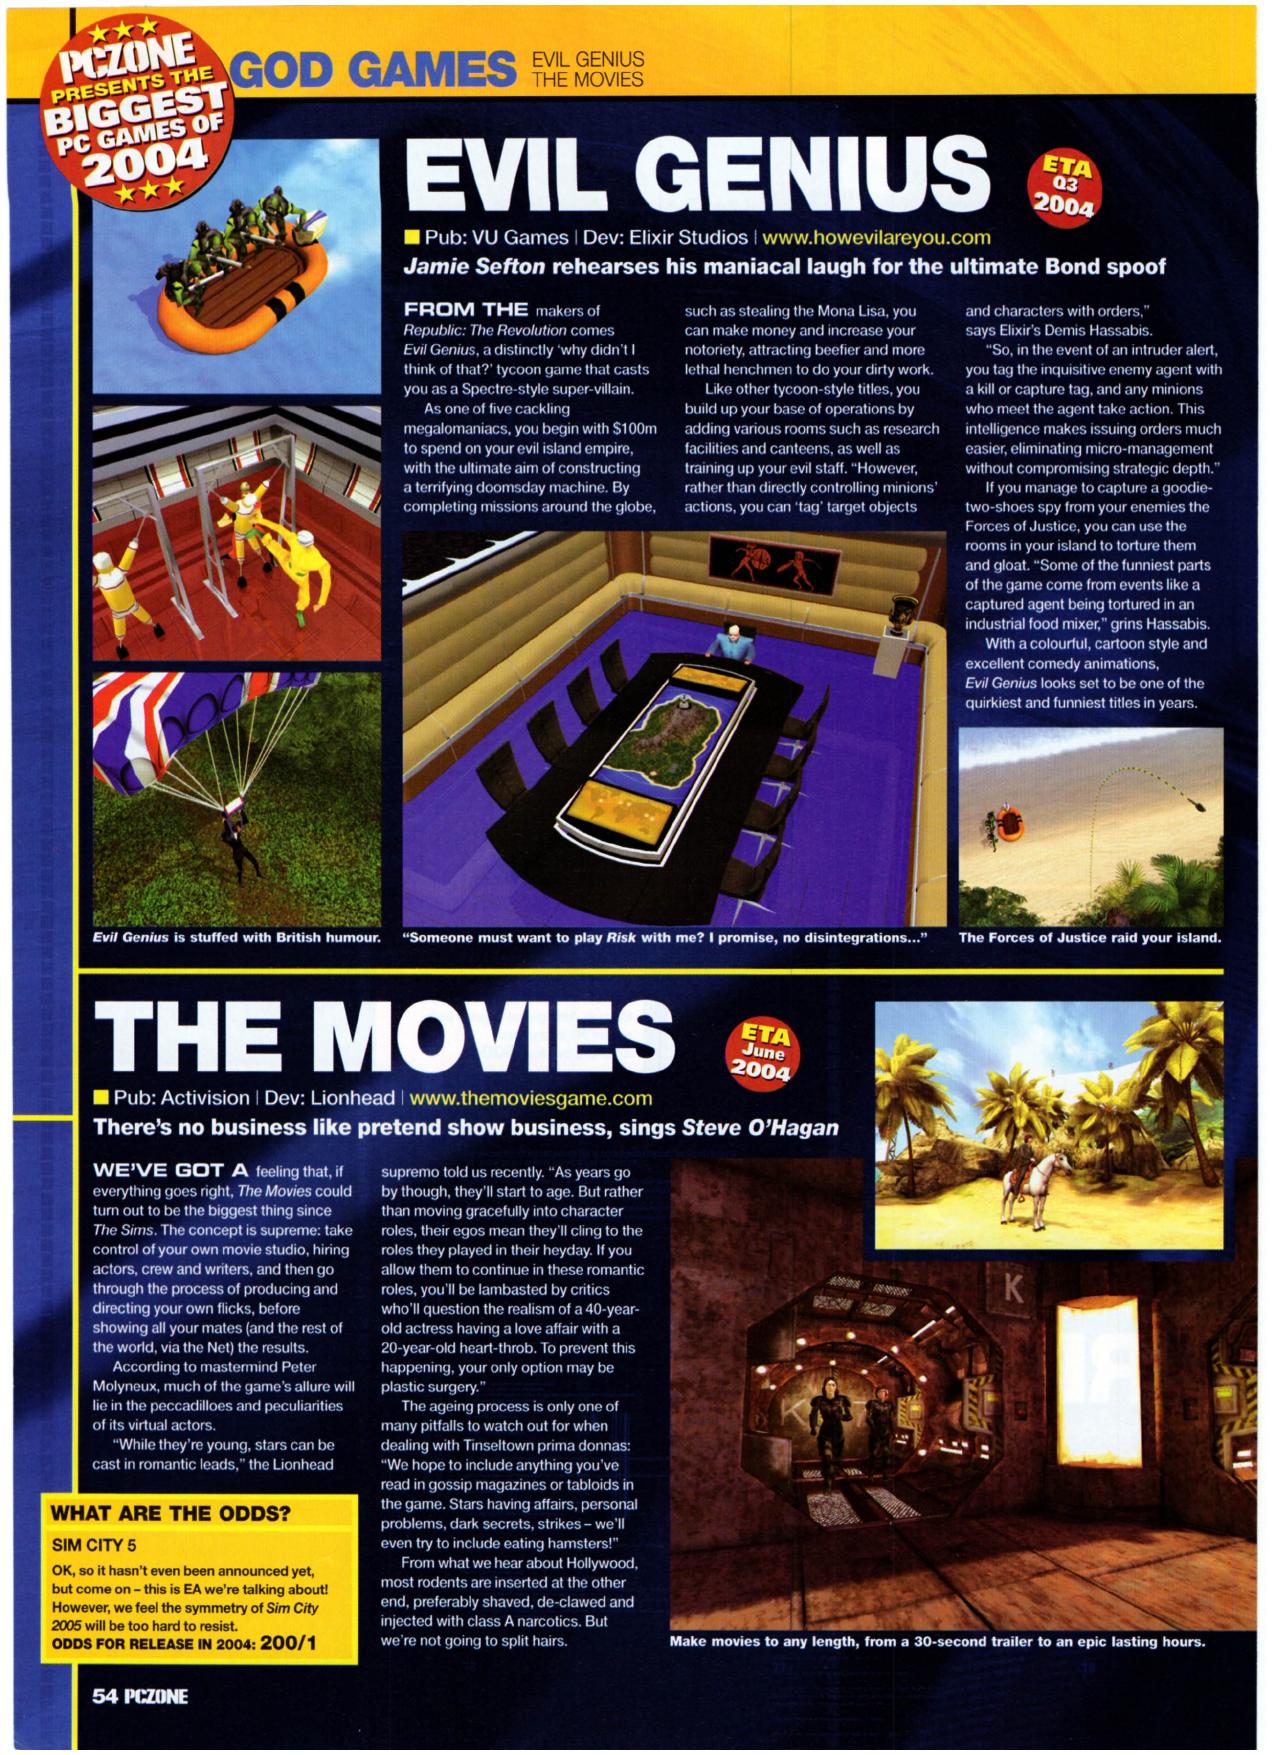 PCZONE
PRESENTS THE
BIGGEST
PC GAMES OF
2004
GOD GAMES
EVIL GENIUS
THE MOVIES
EVIL GENIUS
ETA
Q3
2004
Pub: VU Games | Dev: Elixir Studios | www.howevilareyou.com
Jamie Sefton rehearses his maniacal laugh for the ultimate Bond spoof
FROM THE makers of
Republic: The Revolution comes
Evil Genius, a distinctly ‘why didn’t I
think of that?’ tycoon game that casts
you as a Spectre-style super-villain.
As one of five cackling
megalomaniacs, you begin with $100m
to spend on your evil island empire,
with the ultimate aim of constructing
a terrifying doomsday machine. By
completing missions around the globe,
such as stealing the Mona Lisa, you
can make money and increase your
notoriety, attracting beefier and more
lethal henchmen to do your dirty work.
Like other tycoon-style titles, you
build up your base of operations by
adding various rooms such as research
facilities and canteens, as well as
training up your evil staff. “However,
rather than directly controlling minions’
actions, you can ‘tag’ target objects
and characters with orders,”
says Elixir’s Demis Hassabis.
“So, in the event of an intruder alert,
you tag the inquisitive enemy agent with
a kill or capture tag, and any minions
who meet the agent take action. This
intelligence makes issuing orders much
easier, eliminating micro-management
without compromising strategic depth.”
If you manage to capture a goodie-
two-shoes spy from your enemies the
Forces of Justice, you can use the
rooms in your island to torture them
and gloat. “Some of the funniest parts
of the game come from events like a
captured agent being tortured in an
industrial food mixer,” grins Hassabis.
With a colourful, cartoon style and
excellent comedy animations,
Evil Genius looks set to be one of the
quirkiest and funniest titles in years.
Evil Genius is stuffed with British humour.
“Someone must want to play Risk with me? I promise, no disintegrations...”
The Forces of Justice raid your island.
THE MOVIES
ETA
June
2004
Pub: Activision | Dev: Lionhead | www.themoviesgame.com
There’s no business like pretend show business, sings Steve O’Hagan
WE’VE GOT A feeling that, if
everything goes right, The Movies could
turn out to be the biggest thing since
The Sims. The concept is supreme: take
control of your own movie studio, hiring
actors, crew and writers, and then go
through the process of producing and
directing your own flicks, before
showing all your mates (and the rest of
the world, via the Net) the results.
According to mastermind Peter
Molyneux, much of the game’s allure will
lie in the peccadilloes and peculiarities
of its virtual actors.
“While they’re young, stars can be
cast in romantic leads,” the Lionhead
supremo told us recently. “As years go
by though, they’ll start to age. But rather
than moving gracefully into character
roles, their egos mean they’ll cling to the
roles they played in their heyday. If you
allow them to continue in these romantic
roles, you’ll be lambasted by critics
who’ll question the realism of a 40-year-
old actress having a love affair with a
20-year-old heart-throb. To prevent this
happening, your only option may be
plastic surgery.”
The ageing process is only one of
many pitfalls to watch out for when
dealing with Tinseltown prima donnas:
“We hope to include anything you’ve
read in gossip magazines or tabloids in
the game. Stars having affairs, personal
problems, dark secrets, strikes – we’ll
even try to include eating hamsters!”
From what we hear about Hollywood,
most rodents are inserted at the other
end, preferably shaved, de-clawed and
injected with class A narcotics. But
we’re not going to split hairs.
K
Make movies to any length, from a 30-second trailer to an epic lasting hours.
WHAT ARE THE ODDS?
SIM CITY 5
OK, so it hasn’t even been announced yet,
but come on – this is EA we’re talking about!
However, we feel the symmetry of Sim City
2005 will be too hard to resist.
ODDS FOR RELEASE IN 2004: 200/1
54 PCZONE